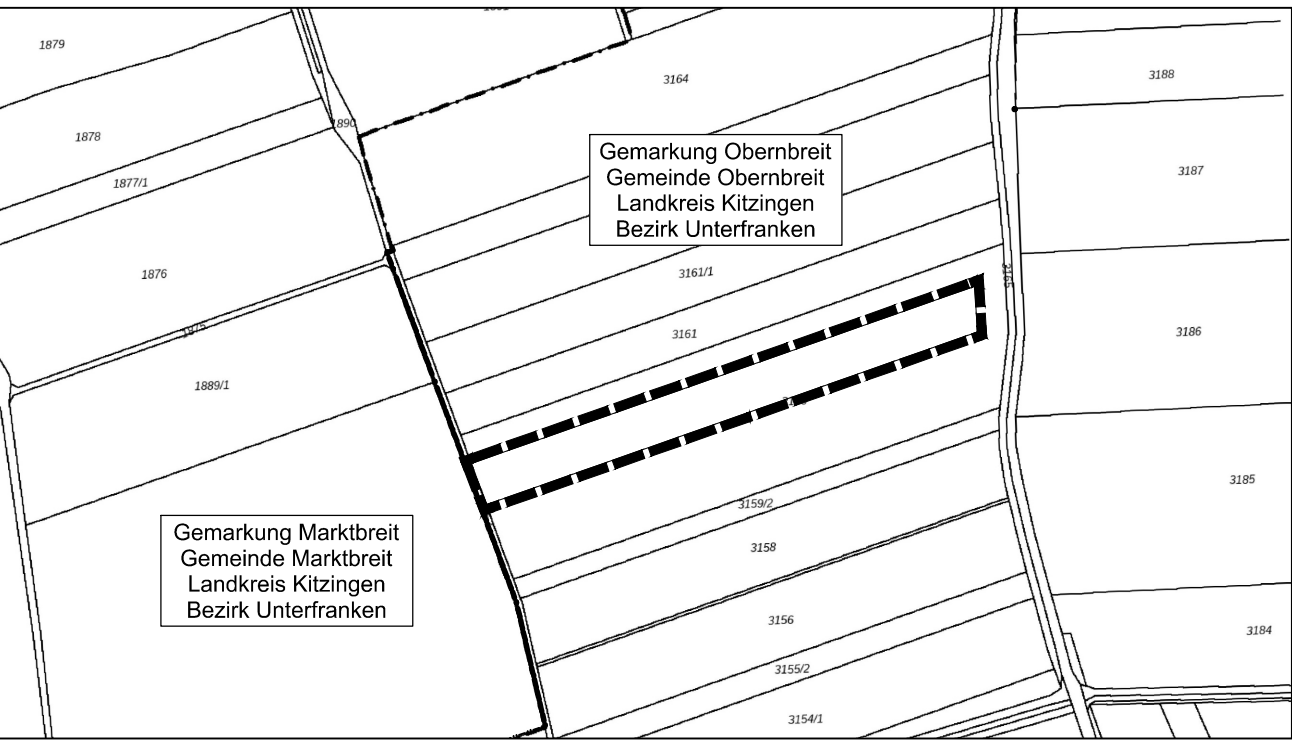 1879
3164
3188
1878
1890
Gemarkung Obernbreit
Gemeinde Obernbreit
Landkreis Kitzingen
Bezirk Unterfranken
1877/1
3187
1876
3161/1
3165
1875
3161
3186
1889/1
3185
3159/2
Gemarkung Marktbreit
Gemeinde Marktbreit
Landkreis Kitzingen
Bezirk Unterfranken
3158
3156
3184
3155/2
3154/1